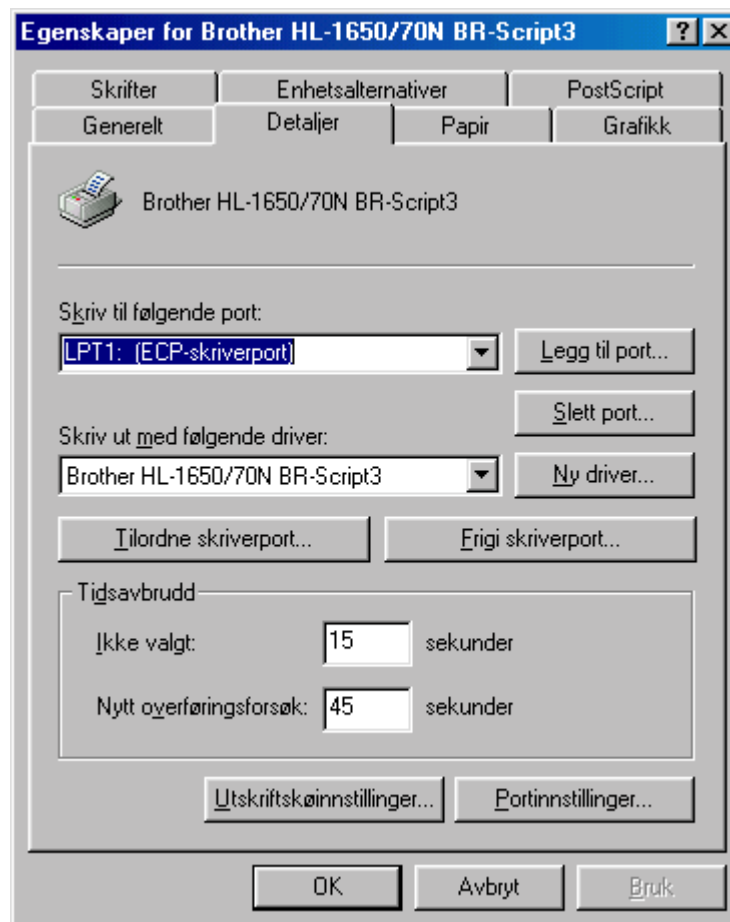 Egenskaper for Brother HL-1650/70N BR-Script3
Skrifter Enhetsalternativer PostScript
Generelt Detaljer Papir Grafikk
Brother HL-1650/70N BR-Script3
Skriv til følgende port:
LPT1: (ECP-skriverport) Legg til port...
Slett port...
Skriv ut med følgende driver:
Brother HL-1650/70N BR-Script3 Ny driver...
Tilordne skriverport... Frigi skriverport...
Tidsavbrudd
Ikke valgt: 15 sekunder
Nytt overføringsforsøk: 45 sekunder
Utskriftskøinnstillinger... Portinnstillinger...
OK Avbryt Bruk